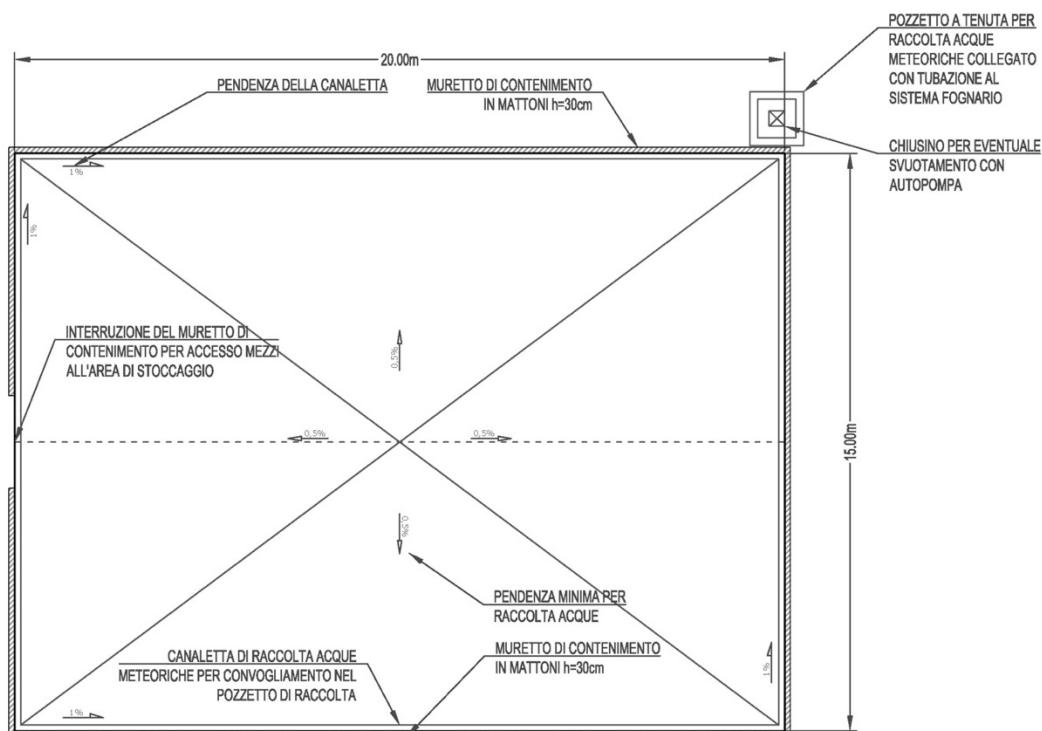 POZZETTO A TENUTA PER
RACCOLTA ACQUE
METEORICHE COLLEGATO
CON TUBAZIONE AL
SISTEMA FOGNARIO
20.00m
PENDENZA DELLA CANALETTA
MURETTO DI CONTENIMENTO
IN MATTONI h=30cm
CHIUSINO PER EVENTUALE
SVUOTAMENTO CON
AUTOPOMPA
1%
1%
INTERRUZIONE DEL MURETTO DI
CONTENIMENTO PER ACCESSO MEZZI
ALL'AREA DI STOCCAGGIO
0,5%
0,5%
0,5%
15.00m
0,5%
PENDENZA MINIMA PER
RACCOLTA ACQUE
CANALETTA DI RACCOLTA ACQUE
METEORICHE PER CONVOGLIAMENTO NEL
POZZETTO DI RACCOLTA
MURETTO DI CONTENIMENTO
IN MATTONI h=30cm
1%
1%